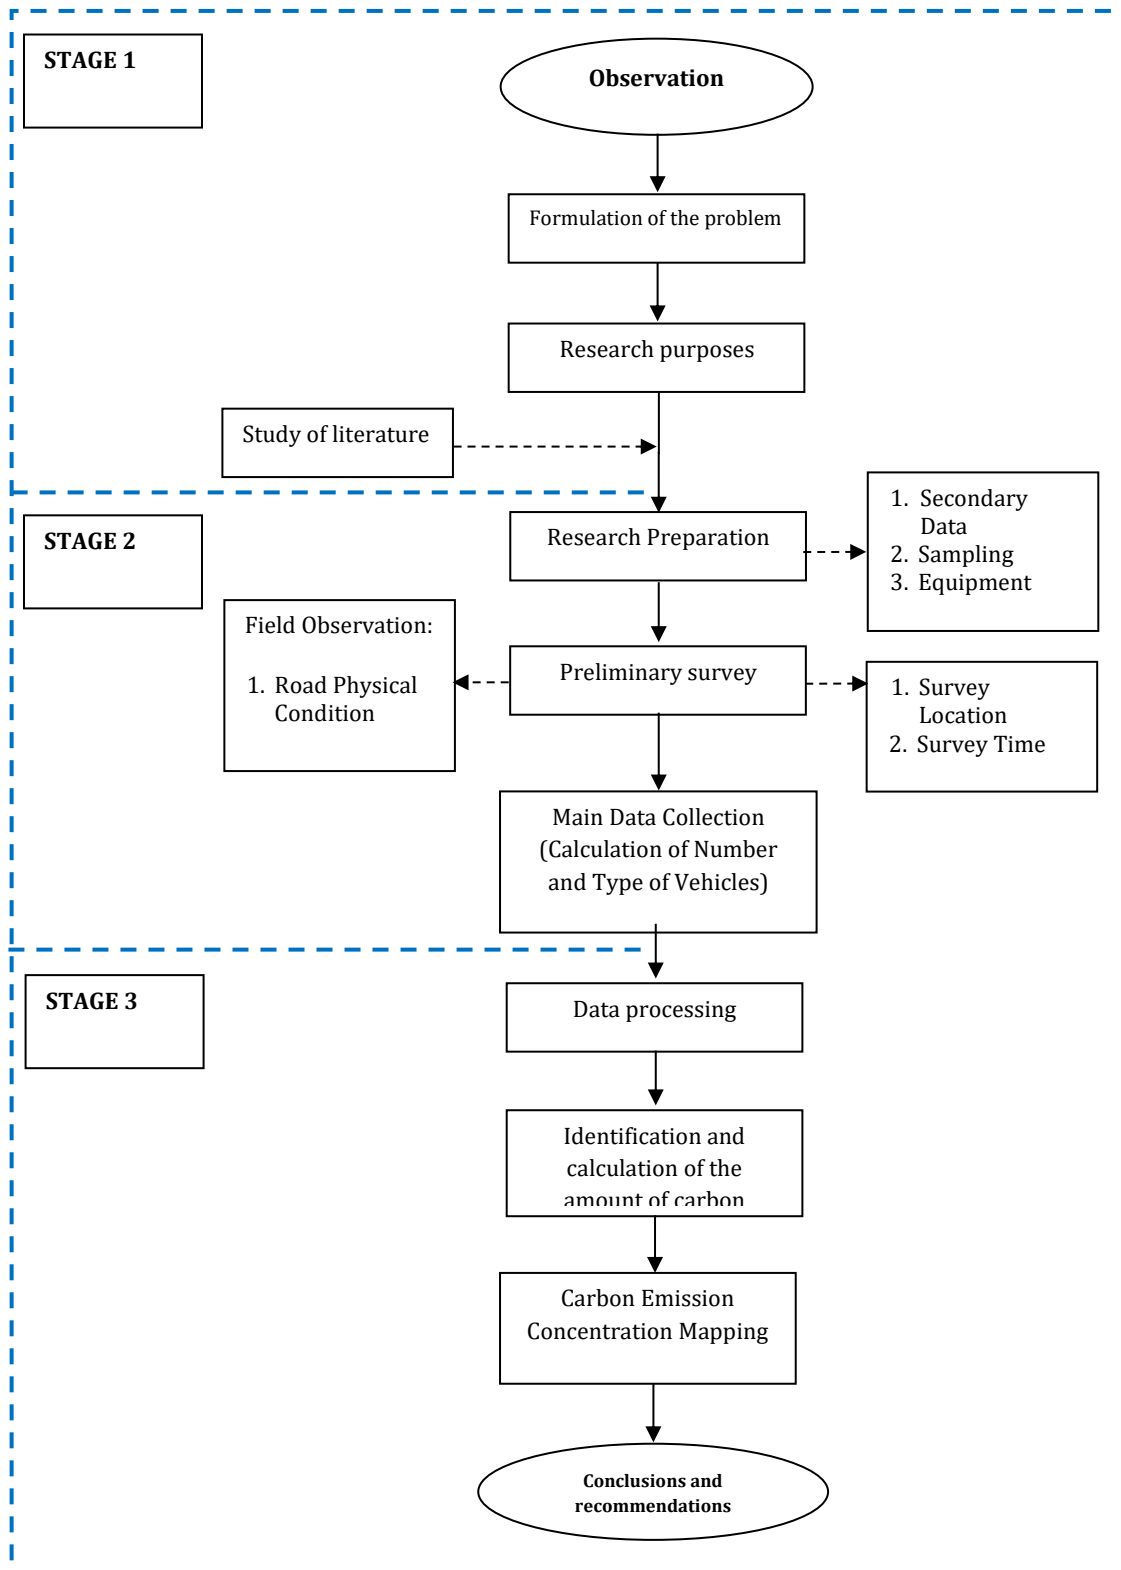 STAGE 1
Observation
Formulation of the problem
Research purposes
Study of literature
STAGE 2
Research Preparation
1. Secondary
Data
2. Sampling
3. Equipment
Field Observation:
1. Road Physical
Condition
Preliminary survey
1. Survey
Location
2. Survey Time
Main Data Collection
(Calculation of Number
and Type of Vehicles)
STAGE 3
Data processing
Identification and
calculation of the
amount of carbon
Carbon Emission
Concentration Mapping
Conclusions and
recommendations